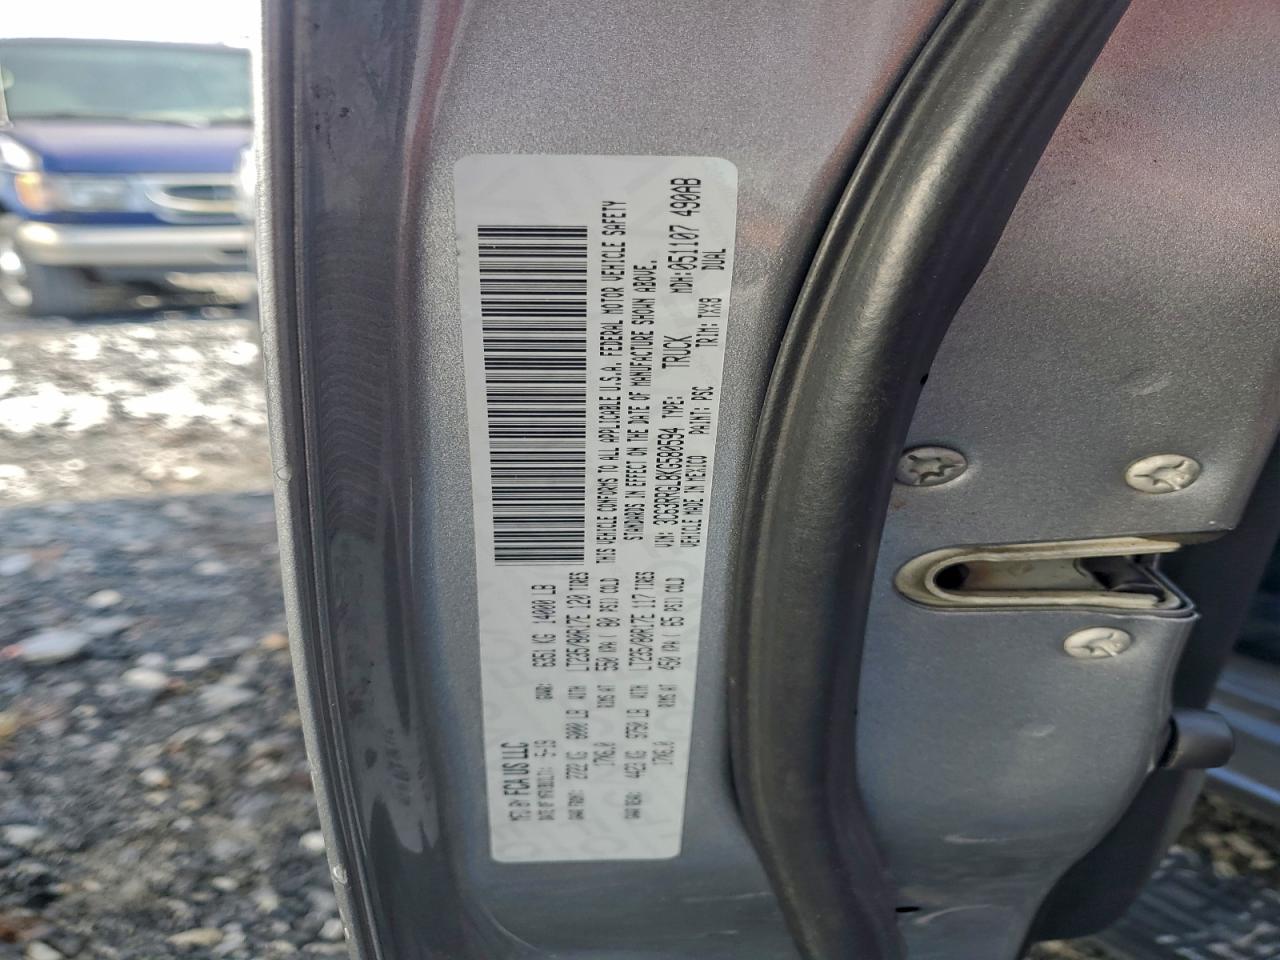 MFD BY FCA US LLC
DATE OF MFR/BUILT: 5-19 GVWR: 6351 KG 14000 LB
GAWR FRONT: 2722 KG 6000 LB WITH LT235/80R17E 120 TIRES
17X6.0 RIMS AT 550 KPA( 80 PSI) COLD
GAWR REAR: 4423 KG 9750 LB WITH LT235/80R17E 117 TIRES
17X6.0 RIMS AT 450 KPA( 65 PSI) COLD
THIS VEHICLE CONFORMS TO ALL APPLICABLE U.S.A. FEDERAL MOTOR VEHICLE SAFETY
STANDARDS IN EFFECT ON THE DATE OF MANUFACTURE SHOWN ABOVE.
VIN: 3C63RRGL8KG580594 TYPE: TRUCK MDH:051107 490AB
VEHICLE MADE IN MEXICO PAINT: PSC TRIM: TXX8 DUAL